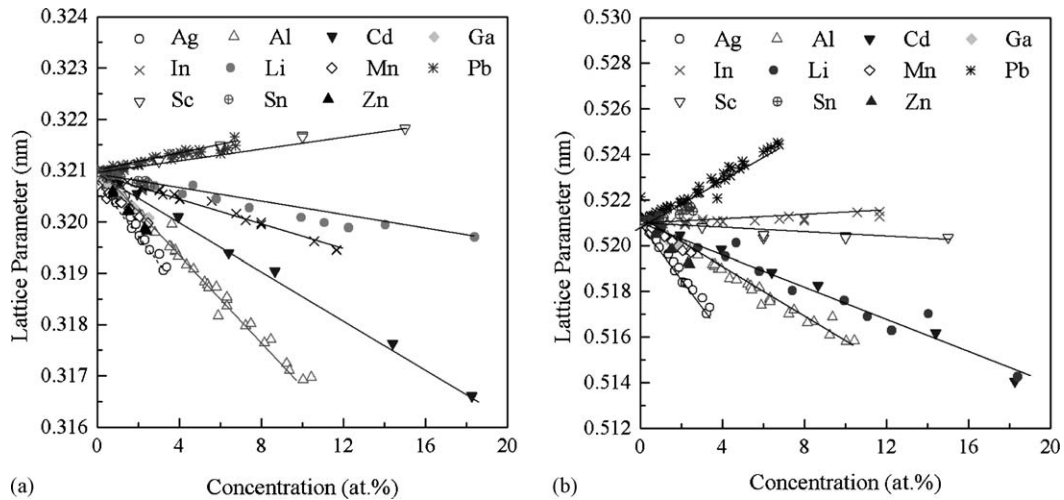 0.324
0.323
0.322
0.321
0.320
0.319
0.318
0.317
0.316
Lattice Parameter (nm)
Ag Al Cd Ga
In Li Mn Pb
Sc Sn Zn
0 4 8 12 16 20
Concentration (at.%)
(a)
0.530
0.528
0.526
0.524
0.522
0.520
0.518
0.516
0.514
0.512
Lattice Parameter (nm)
Ag Al Cd Ga
In Li Mn Pb
Sc Sn Zn
0 4 8 12 16 20
Concentration (at.%)
(b)